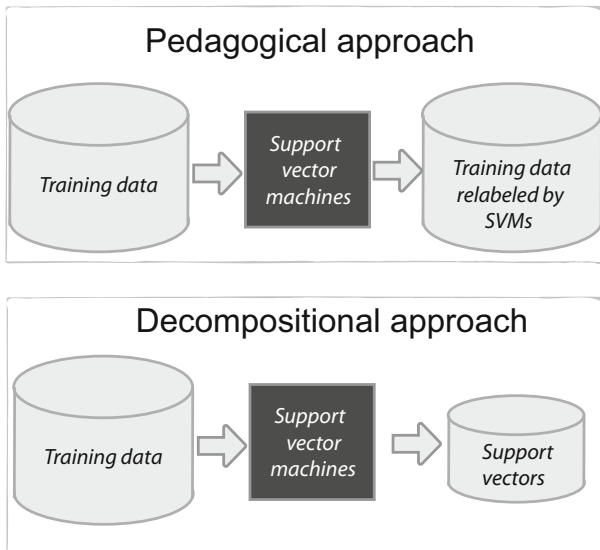 Pedagogical approach
Training data
Support
vector
machines
Training data
relabeled by
SVMs
Decompositional approach
Training data
Support
vector
machines
Support
vectors